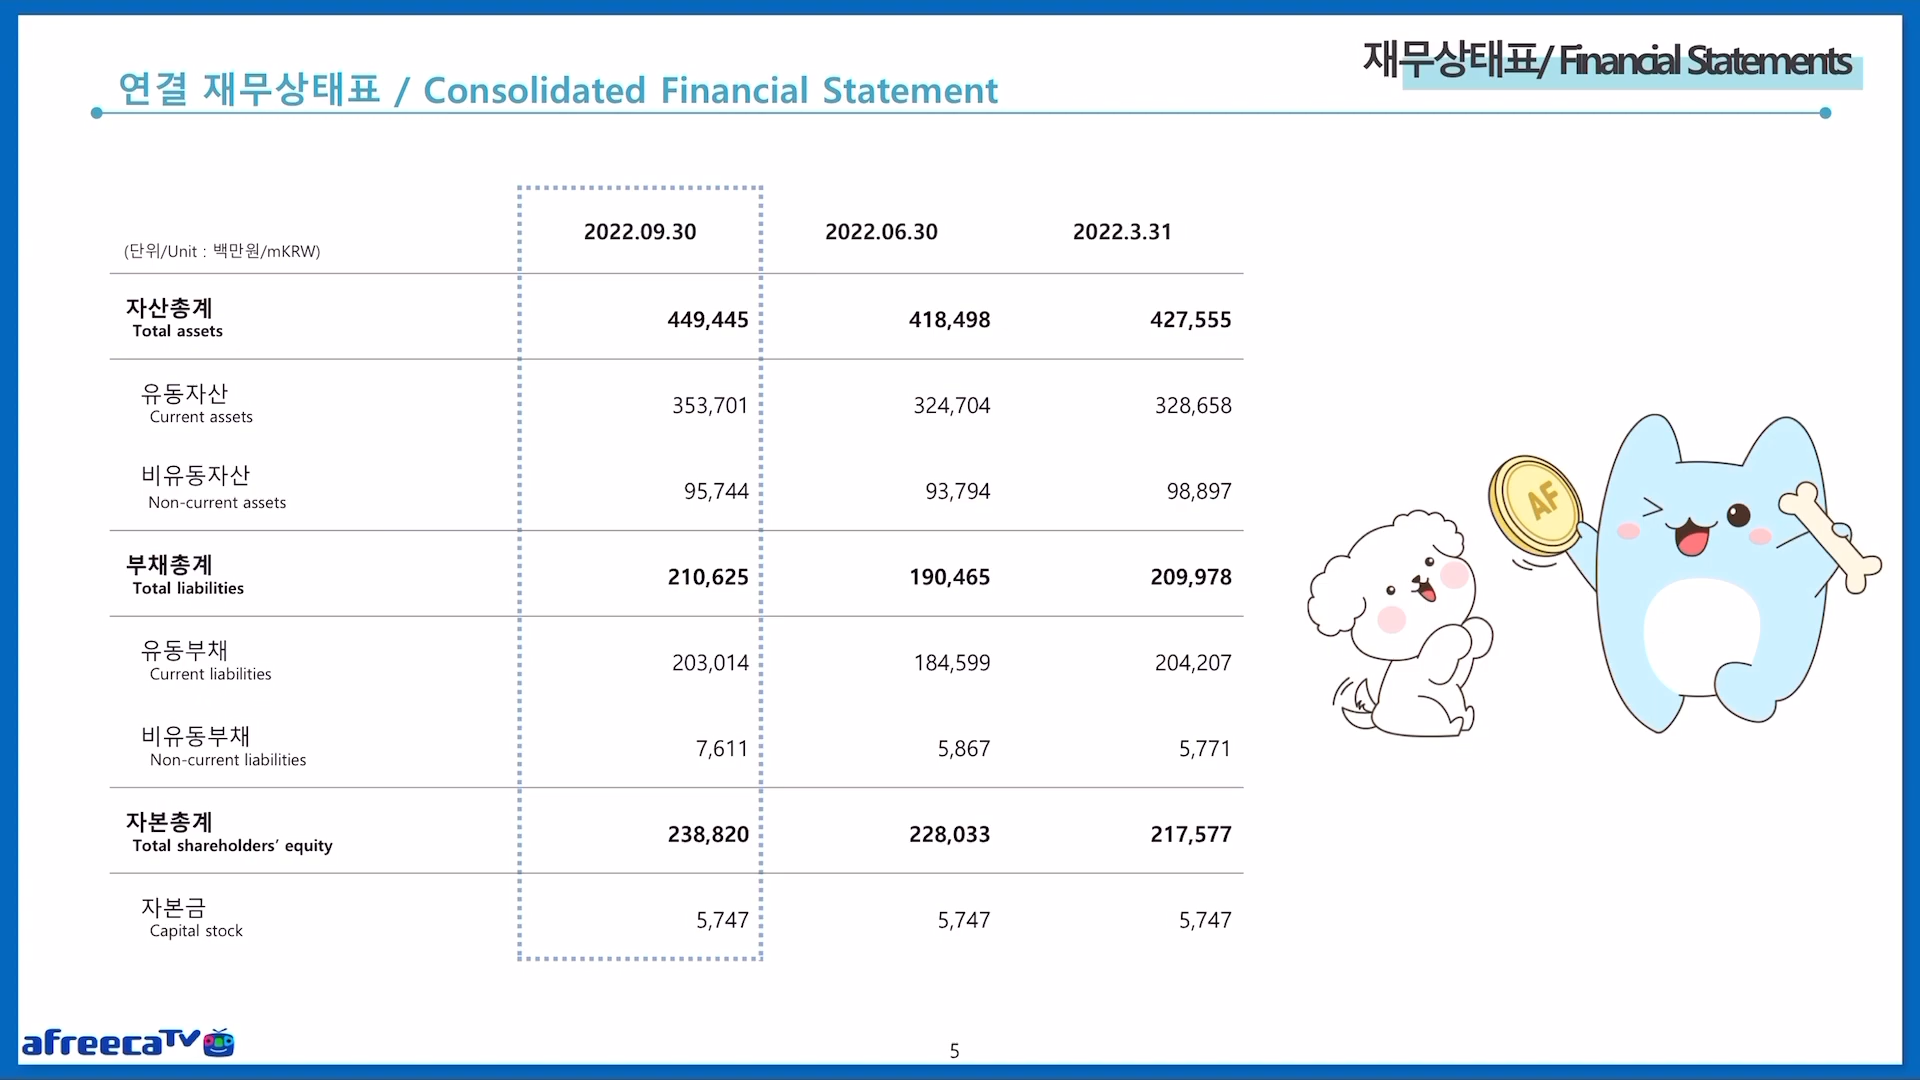 재무상태표/ Financial Statements
연결 재무상태표 / Consolidated Financial Statement
(단위/Unit : 백만원/mKRW) 2022.09.30 2022.06.30 2022.3.31
자산총계
Total assets 449,445 418,498 427,555
유동자산
Current assets 353,701 324,704 328,658
비유동자산
Non-current assets 95,744 93,794 98,897
부채총계
Total liabilities 210,625 190,465 209,978
유동부채
Current liabilities 203,014 184,599 204,207
비유동부채
Non-current liabilities 7,611 5,867 5,771
자본총계
Total shareholders’ equity 238,820 228,033 217,577
자본금
Capital stock 5,747 5,747 5,747
AF
afreecaTV
5